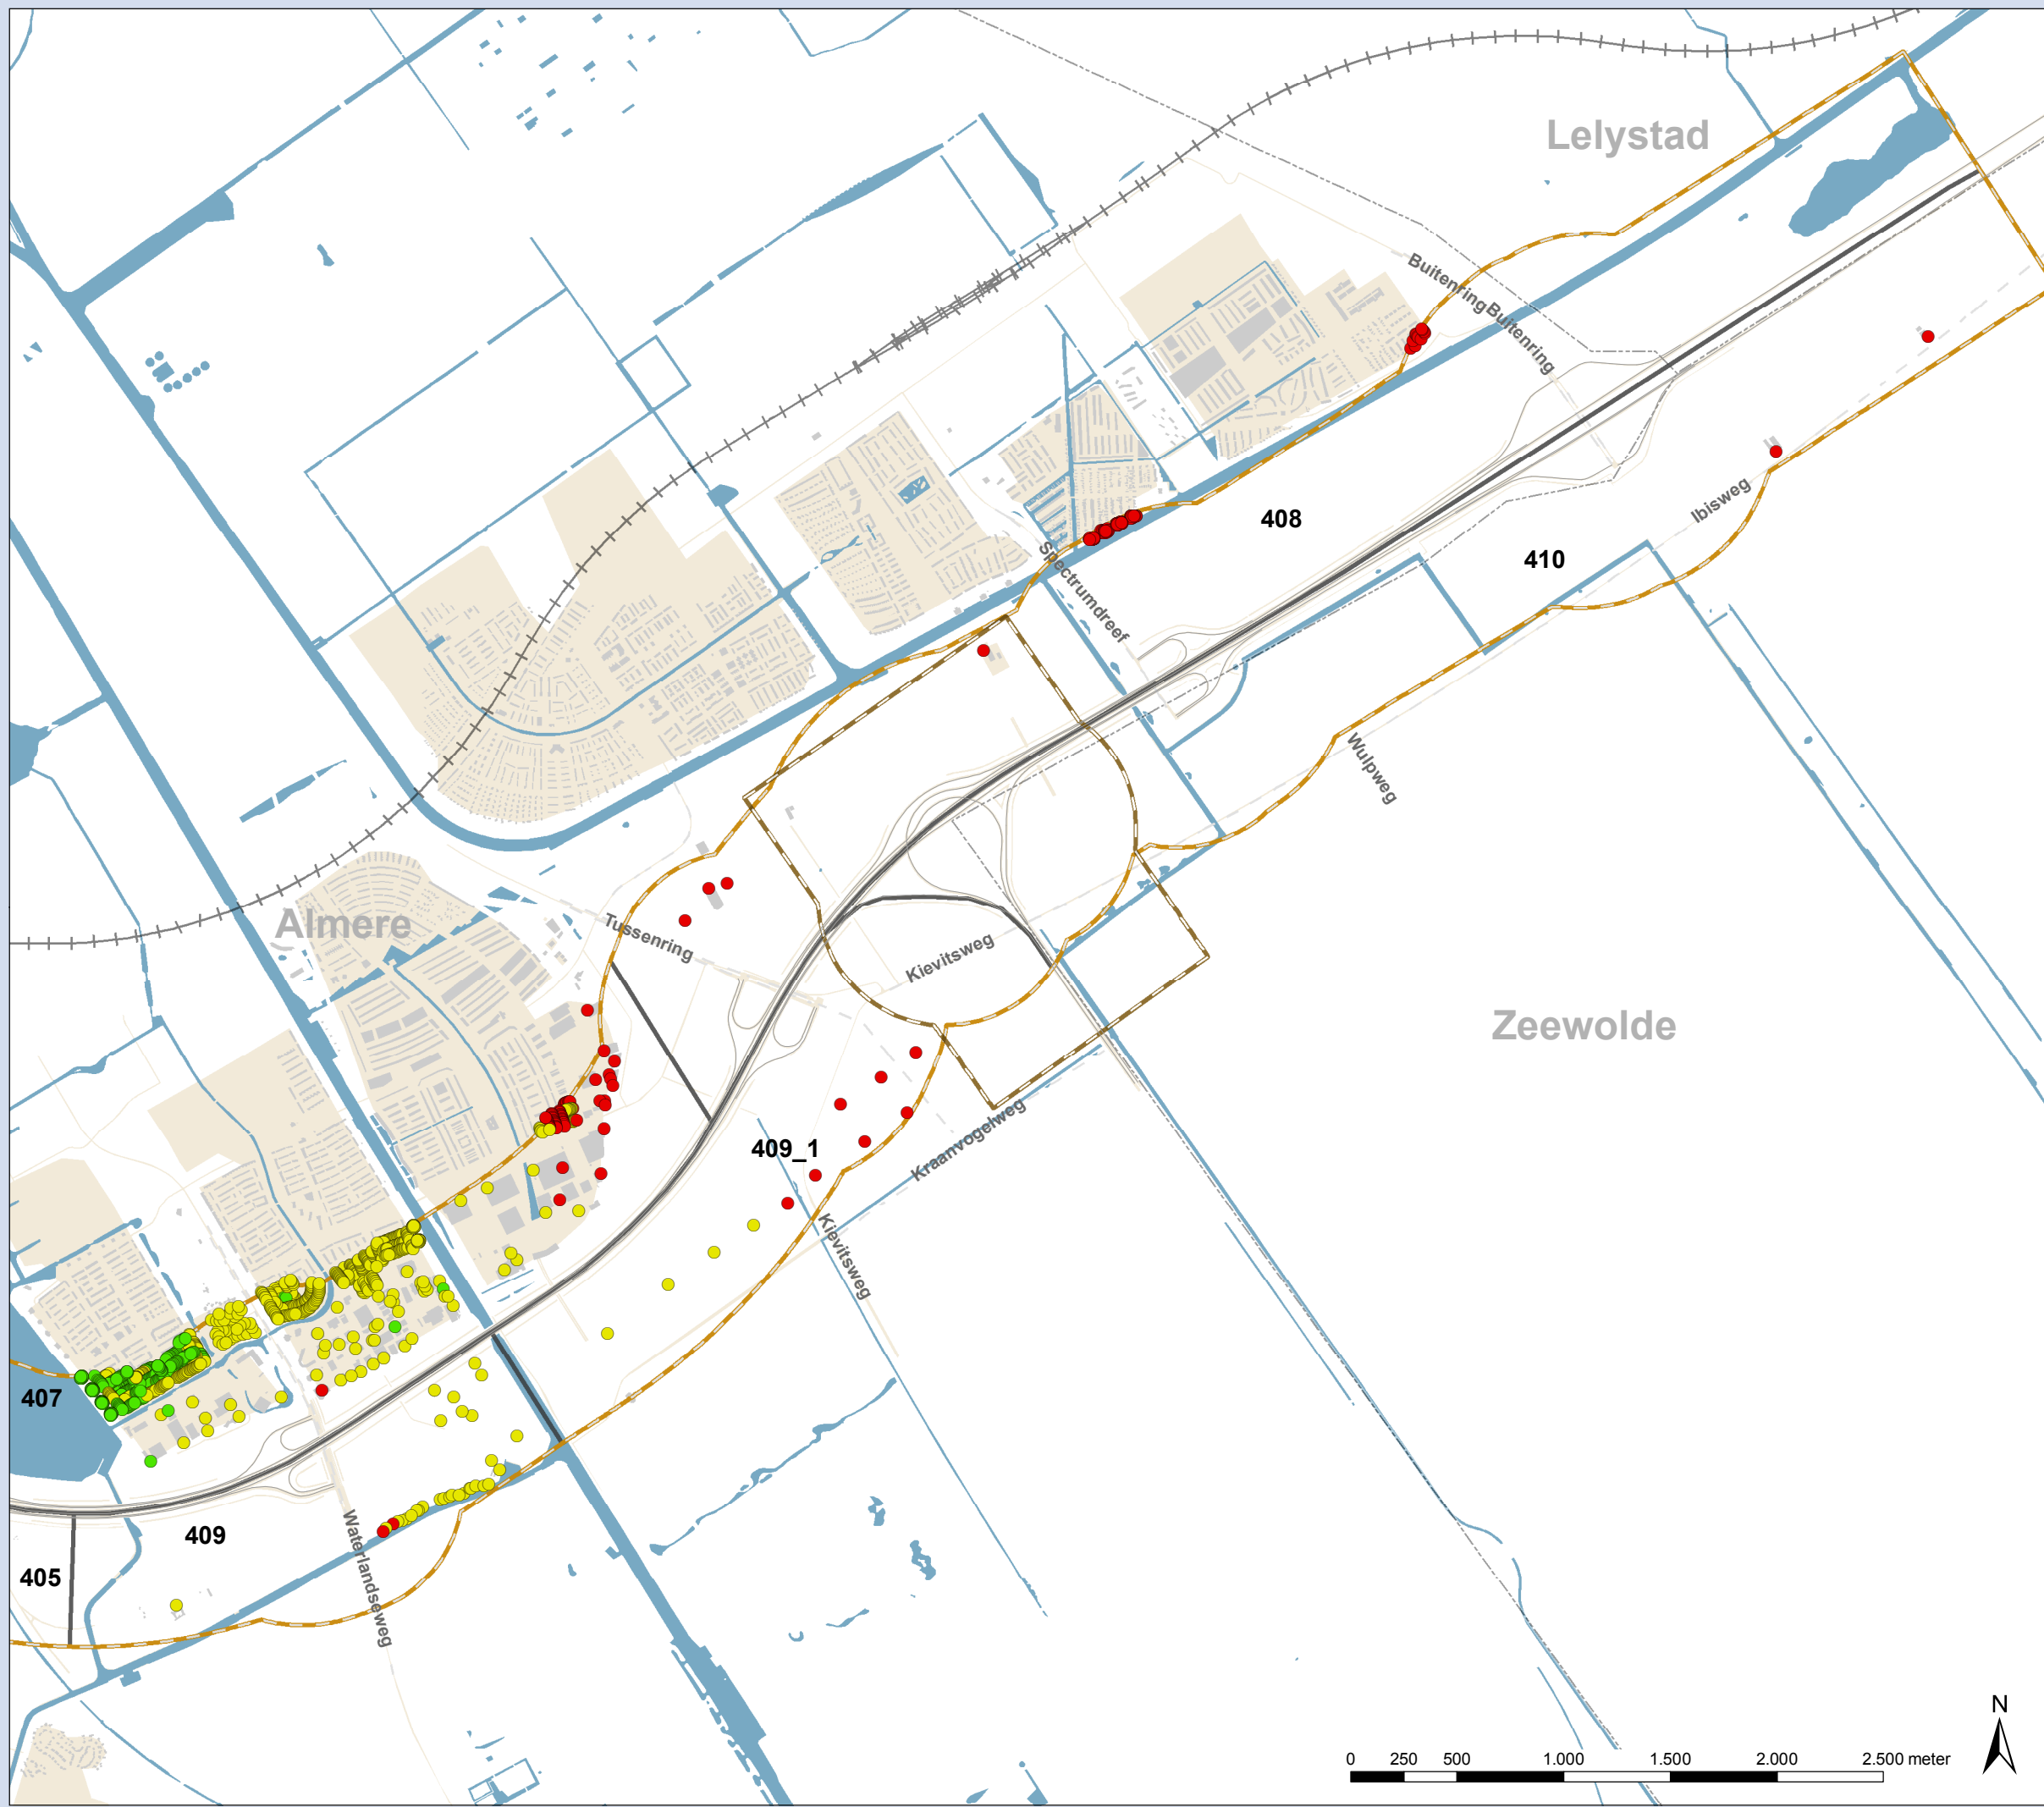 Lelystad
Buitenring
Buitenring
408
Ibisweg
410
Spectrumdreef
Wulpweg
Almere
Tussenring
Kievitsweg
Zeewolde
409_1
Kraanvogelweg
Kievitsweg
407
409
Waterlandseweg
405
N
0 250 500 1.000 1.500 2.000 2.500 meter